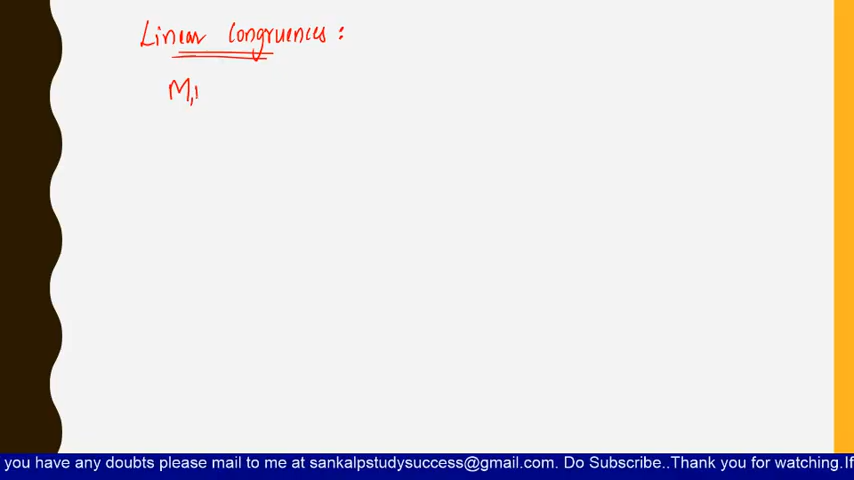 Linear Congruences :
M,
you have any doubts please mail to me at sankalpstudysuccess@gmail.com. Do Subscribe..Thank you for watching.If